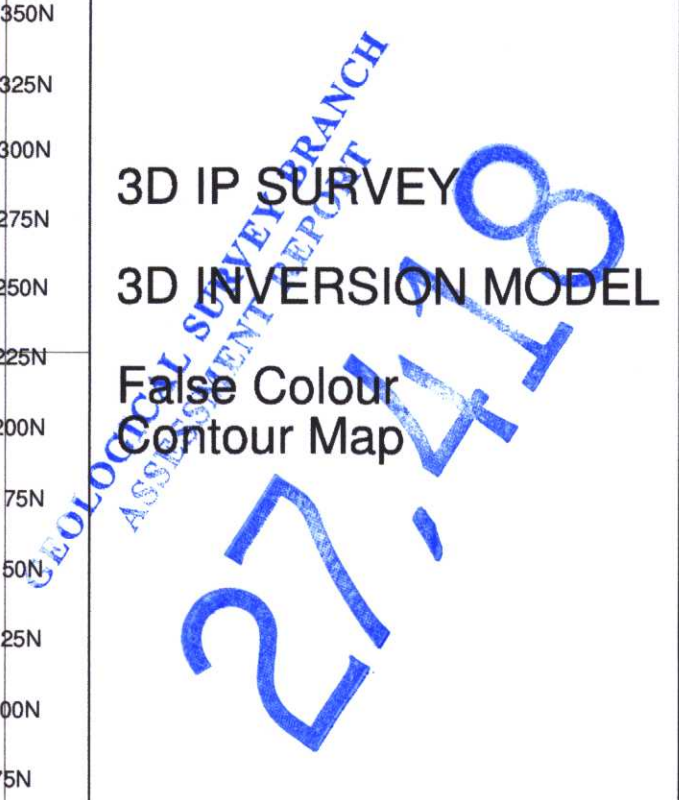 350N
325N
300N
275N
250N
225N
200N
75N
50N
25N
00N
5N
3D IP SURVEY
3D INVERSION MODEL
False Colour
Contour Map
GEOLOGICAL SURVEY BRANCH
ASSESSMENT REPORT
27,418